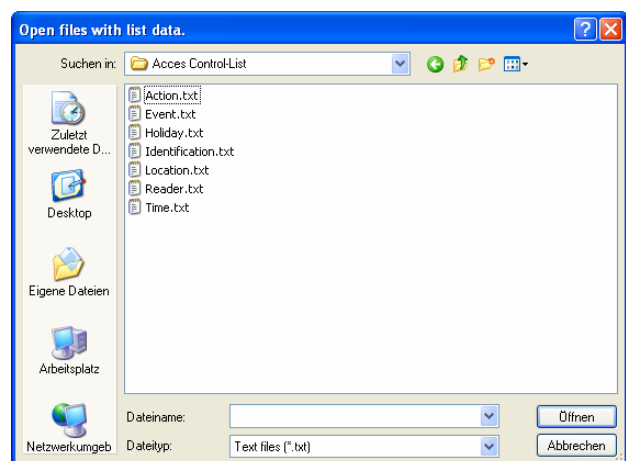 Open files with list data.
Suchen in:
Acces Control-List
Action.txt
Event.txt
Holiday.txt
Identification.txt
Location.txt
Reader.txt
Time.txt
Zuletzt
verwendete D...
Desktop
Eigene Dateien
Arbeitsplatz
Netzwerkumgeb
Dateiname:
Öffnen
Dateityp:
Text files (*.txt)
Abbrechen